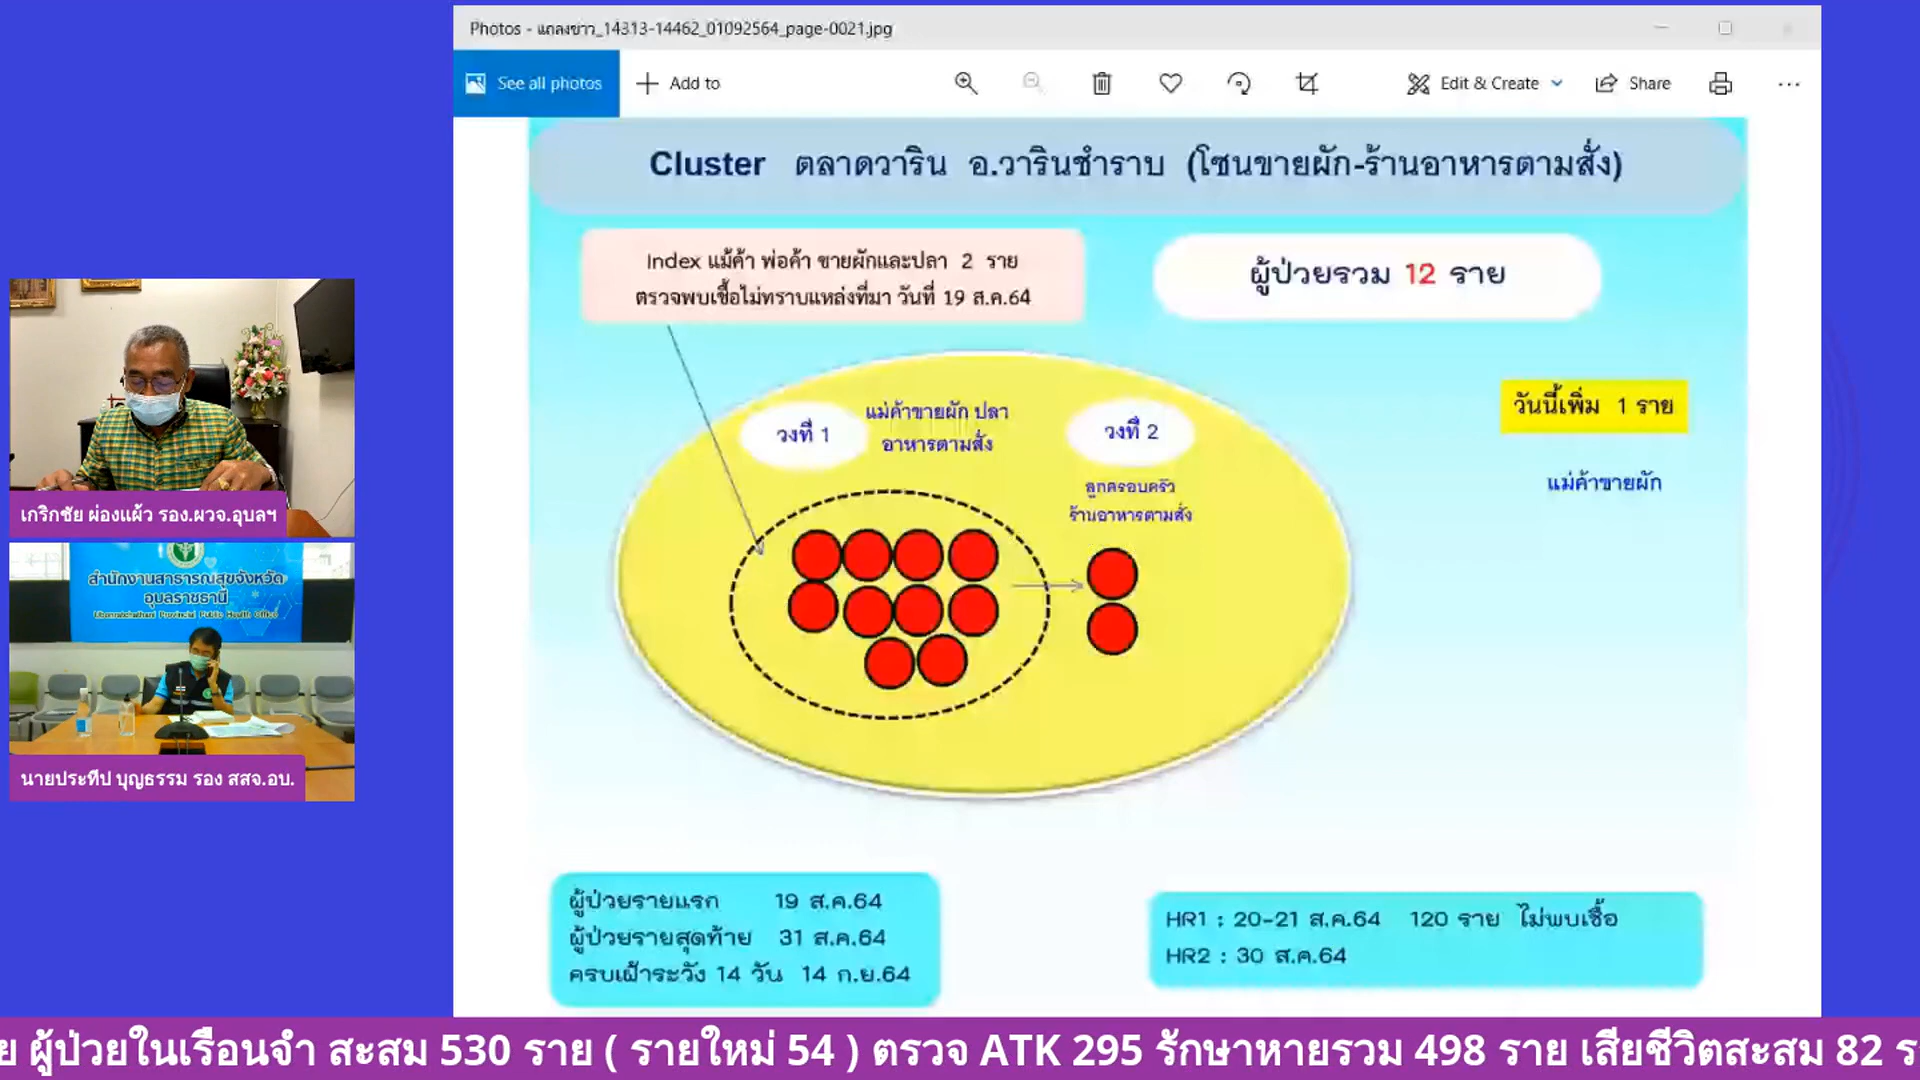 Photos - แถลงข่าว_14313-14462_01092564_page-0021.jpg
See all photos
Add to
Edit & Create
Share
Cluster ตลาดวาริน อ.วารินชำราบ (โซนขายผัก-ร้านอาหารตามสั่ง)
Index แม้ค้า พ่อค้า ขายผักและปลา 2 ราย
ตรวจพบเชื้อไม่ทราบแหล่งที่มา วันที่ 19 ส.ค.64
ผู้ป่วยรวม 12 ราย
วันนี้เพิ่ม 1 ราย
แม่ค้าขายผัก
วงที่ 1
แม่ค้าขายผัก ปลา
อาหารตามสั่ง
วงที่ 2
ลูกครอบครัว
ร้านอาหารตามสั่ง
ผู้ป่วยรายแรก 19 ส.ค.64
ผู้ป่วยรายสุดท้าย 31 ส.ค.64
ครบเฝ้าระวัง 14 วัน 14 ก.ย.64
HR1 : 20-21 ส.ค.64 120 ราย ไม่พบเชื้อ
HR2 : 30 ส.ค.64
เกริกชัย ผ่องแผ้ว รอง.ผวจ.อุบลฯ
สำนักงานสาธารณสุขจังหวัด
อุบลราชธานี
Provincial Public Health Office
นายประทีป บุญธรรม รอง สสจ.อบ.
ย ผู้ป่วยในเรือนจำ สะสม 530 ราย ( รายใหม่ 54 ) ตรวจ ATK 295 รักษาหายรวม 498 ราย เสียชีวิตสะสม 82 ร